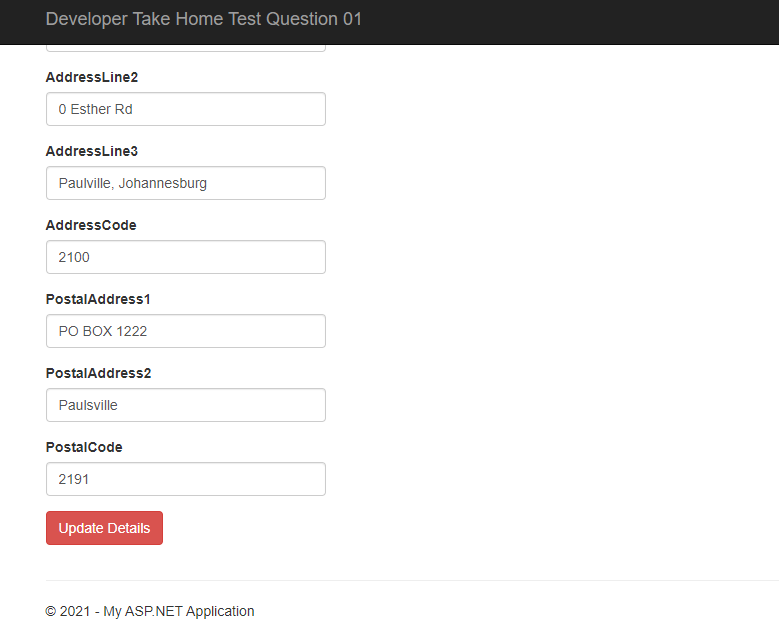 Developer Take Home Test Question 01
AddressLine2
0 Esther Rd
AddressLine3
Paulville, Johannesburg
AddressCode
2100
PostalAddress1
PO BOX 1222
PostalAddress2
Paulsville
PostalCode
2191
Update Details
© 2021 - My ASP.NET Application